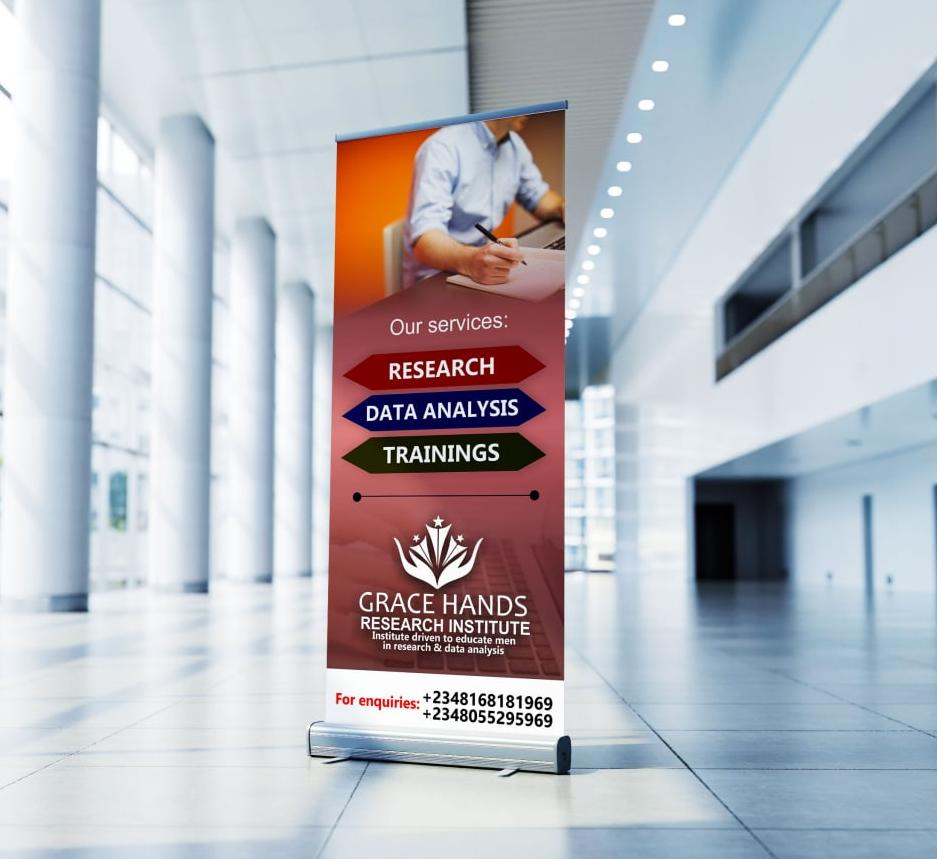 Our services:
RESEARCH
DATA ANALYSIS
TRAININGS
GRACE HANDS
RESEARCH INSTITUTE
Institute driven to educate men
in research & data analysis
For enquiries: +2348168181969
+2348055295969